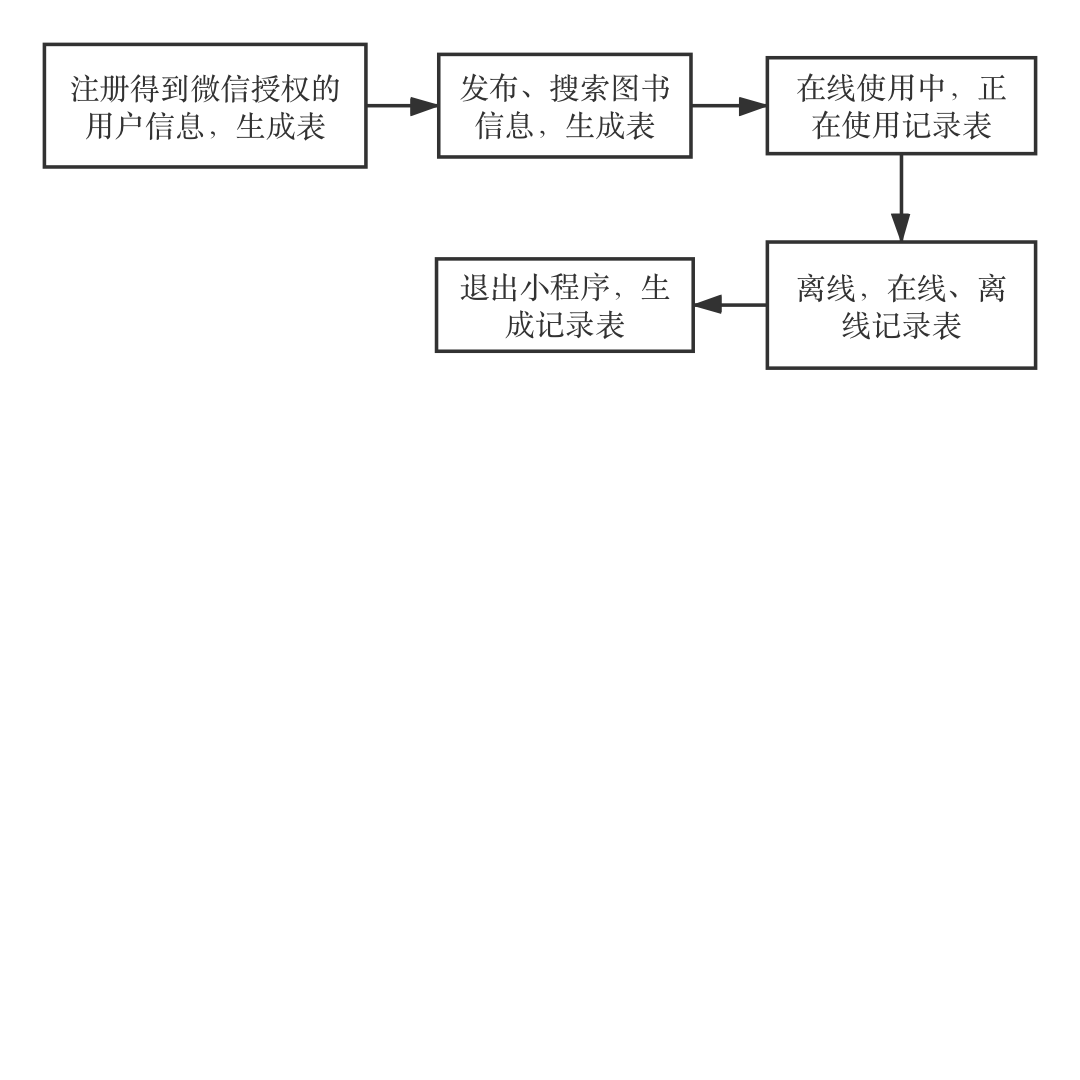 注册得到微信授权的
用户信息，生成表
发布、搜索图书
信息，生成表
在线使用中，正
在使用记录表
离线，在线、离
线记录表
退出小程序，生
成记录表